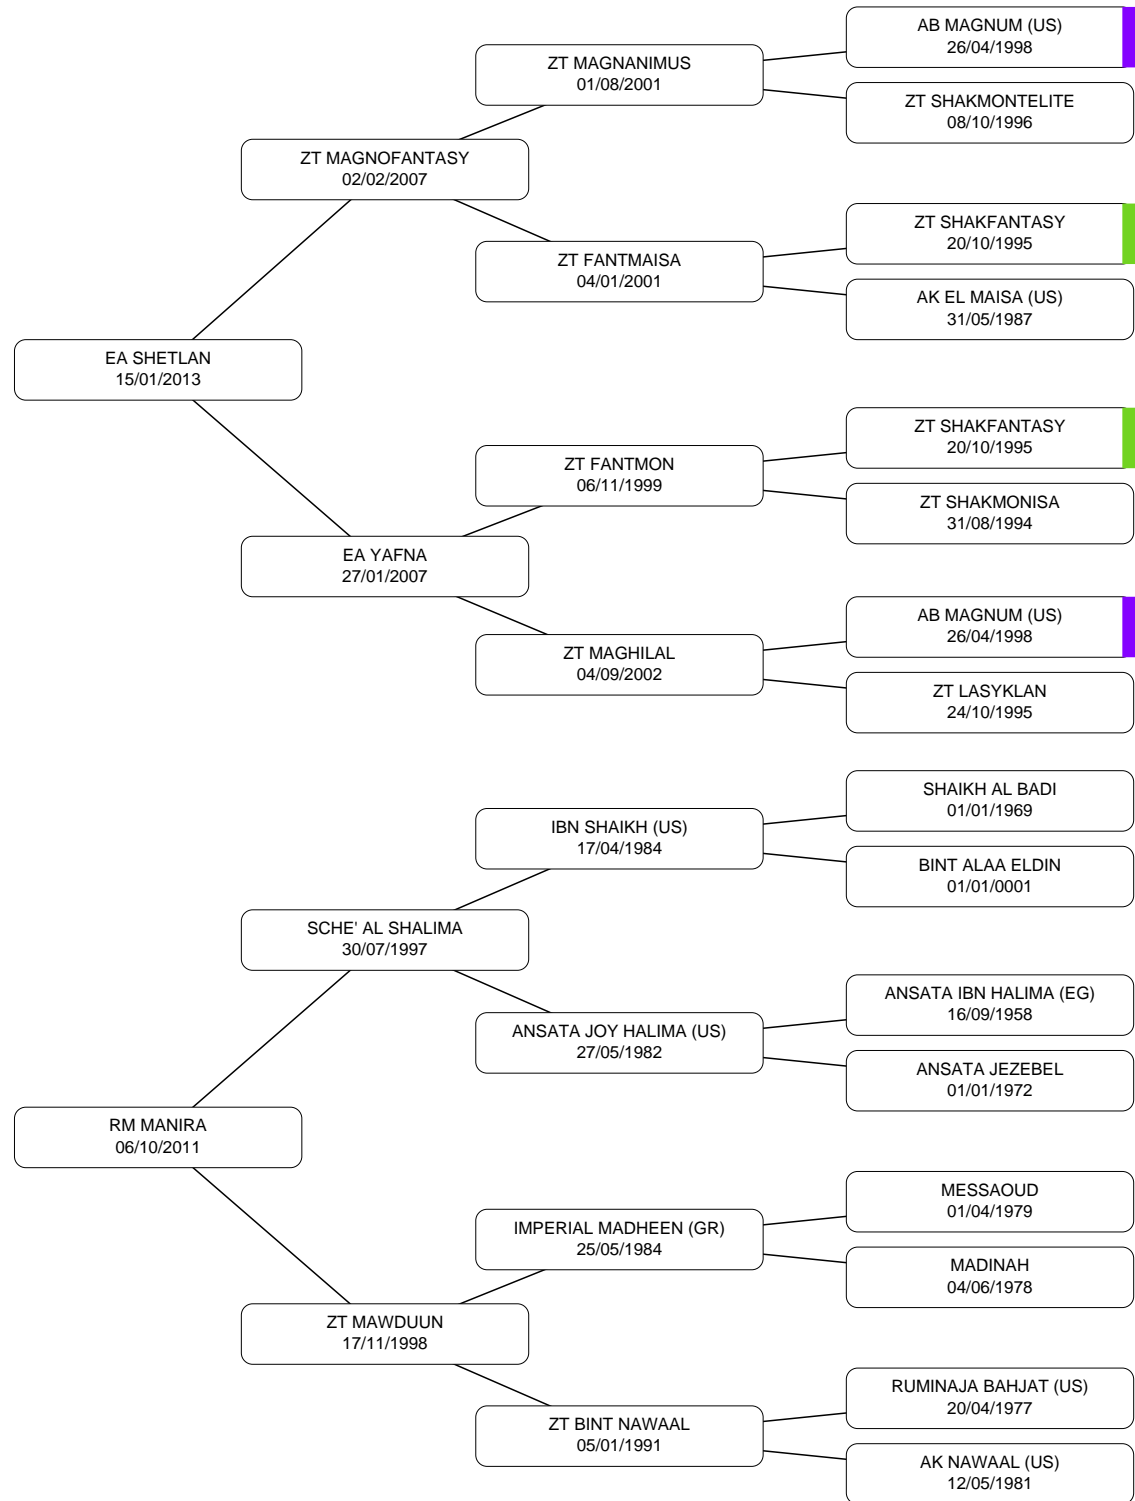 AB MAGNUM (US)
26/04/1998
ZT MAGNANIMUS
01/08/2001
ZT SHAKMONTELITE
08/10/1996
ZT MAGNOFANTASY
02/02/2007
ZT SHAKFANTASY
20/10/1995
ZT FANTMAISA
04/01/2001
AK EL MAISA (US)
31/05/1987
EA SHETLAN
15/01/2013
ZT SHAKFANTASY
20/10/1995
ZT FANTMON
06/11/1999
ZT SHAKMONISA
31/08/1994
EA YAFNA
27/01/2007
AB MAGNUM (US)
26/04/1998
ZT MAGHILAL
04/09/2002
ZT LASYKLAN
24/10/1995
SHAIKH AL BADI
01/01/1969
IBN SHAIKH (US)
17/04/1984
BINT ALAA ELDIN
01/01/0001
SCHE' AL SHALIMA
30/07/1997
ANSATA IBN HALIMA (EG)
16/09/1958
ANSATA JOY HALIMA (US)
27/05/1982
ANSATA JEZEBEL
01/01/1972
RM MANIRA
06/10/2011
MESSAOUD
01/04/1979
IMPERIAL MADHEEN (GR)
25/05/1984
MADINAH
04/06/1978
ZT MAWDUUN
17/11/1998
RUMINAJA BAHJAT (US)
20/04/1977
ZT BINT NAWAAL
05/01/1991
AK NAWAAL (US)
12/05/1981